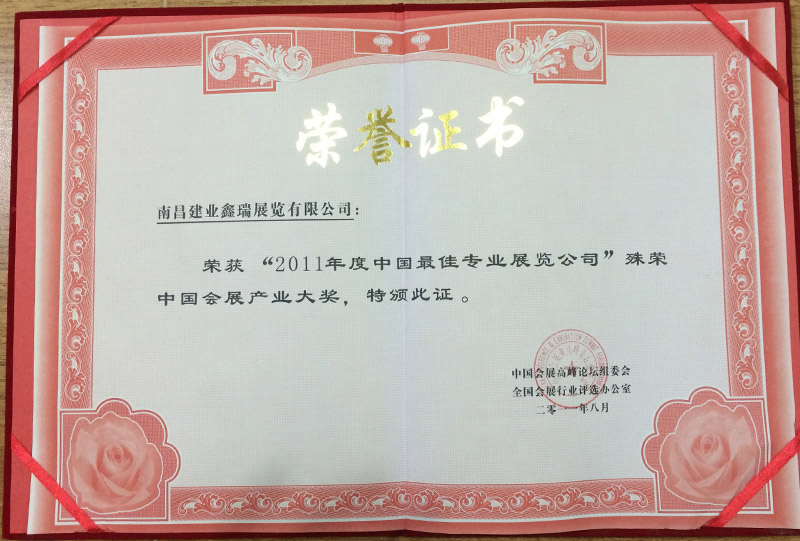 荣誉证书
南昌建业鑫瑞展览有限公司：
荣获 “2011年度中国最佳专业展览公司” 殊荣
中国会展产业大奖，特颁此证。
中国会展高峰论坛组委会
全国会展行业评选办公室
二零一一年八月